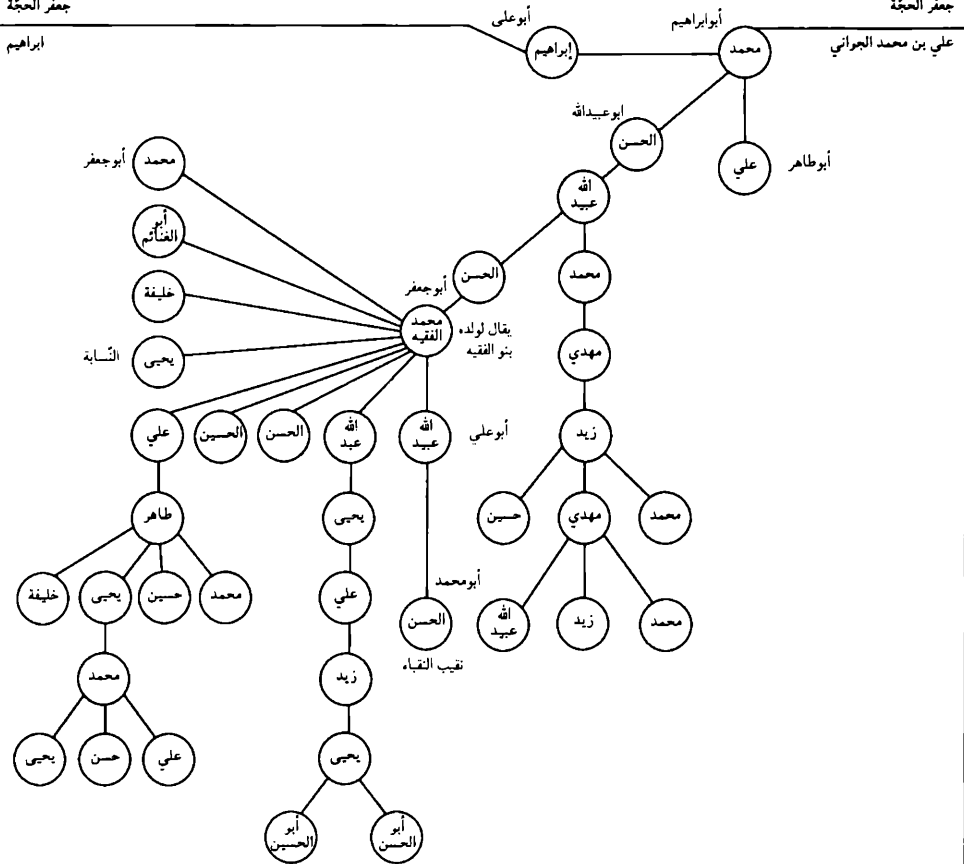 جعفر الحجّة
جعفر الحجّة
علي بن محمد الجواني
ابراهيم
أبوابراهيم
محمد
أبوعلى
إبراهيم
ابوعبيدالله
الحسن
أبوطاهر
علي
الله
عبيد
محمد
أبوجعفر
أبو
الغنائم
خليفة
يحيى
النّسابة
الحسن
أبوجعفر
محمد
الفقيه
يقال لولده
بنو الفقيه
محمد
مهدي
زيد
أبوعلي
الله
عبيد
الله
عبد
الحسن
الحسين
علي
محمد
مهدي
حسين
يحيى
طاهر
محمد
زيد
الله
عبيد
أبومحمد
الحسن
نقيب النقباء
علي
محمد
حسين
يحيى
خليفة
زيد
محمد
يحيى
علي
حسن
يحيى
أبو
الحسن
أبو
الحسين